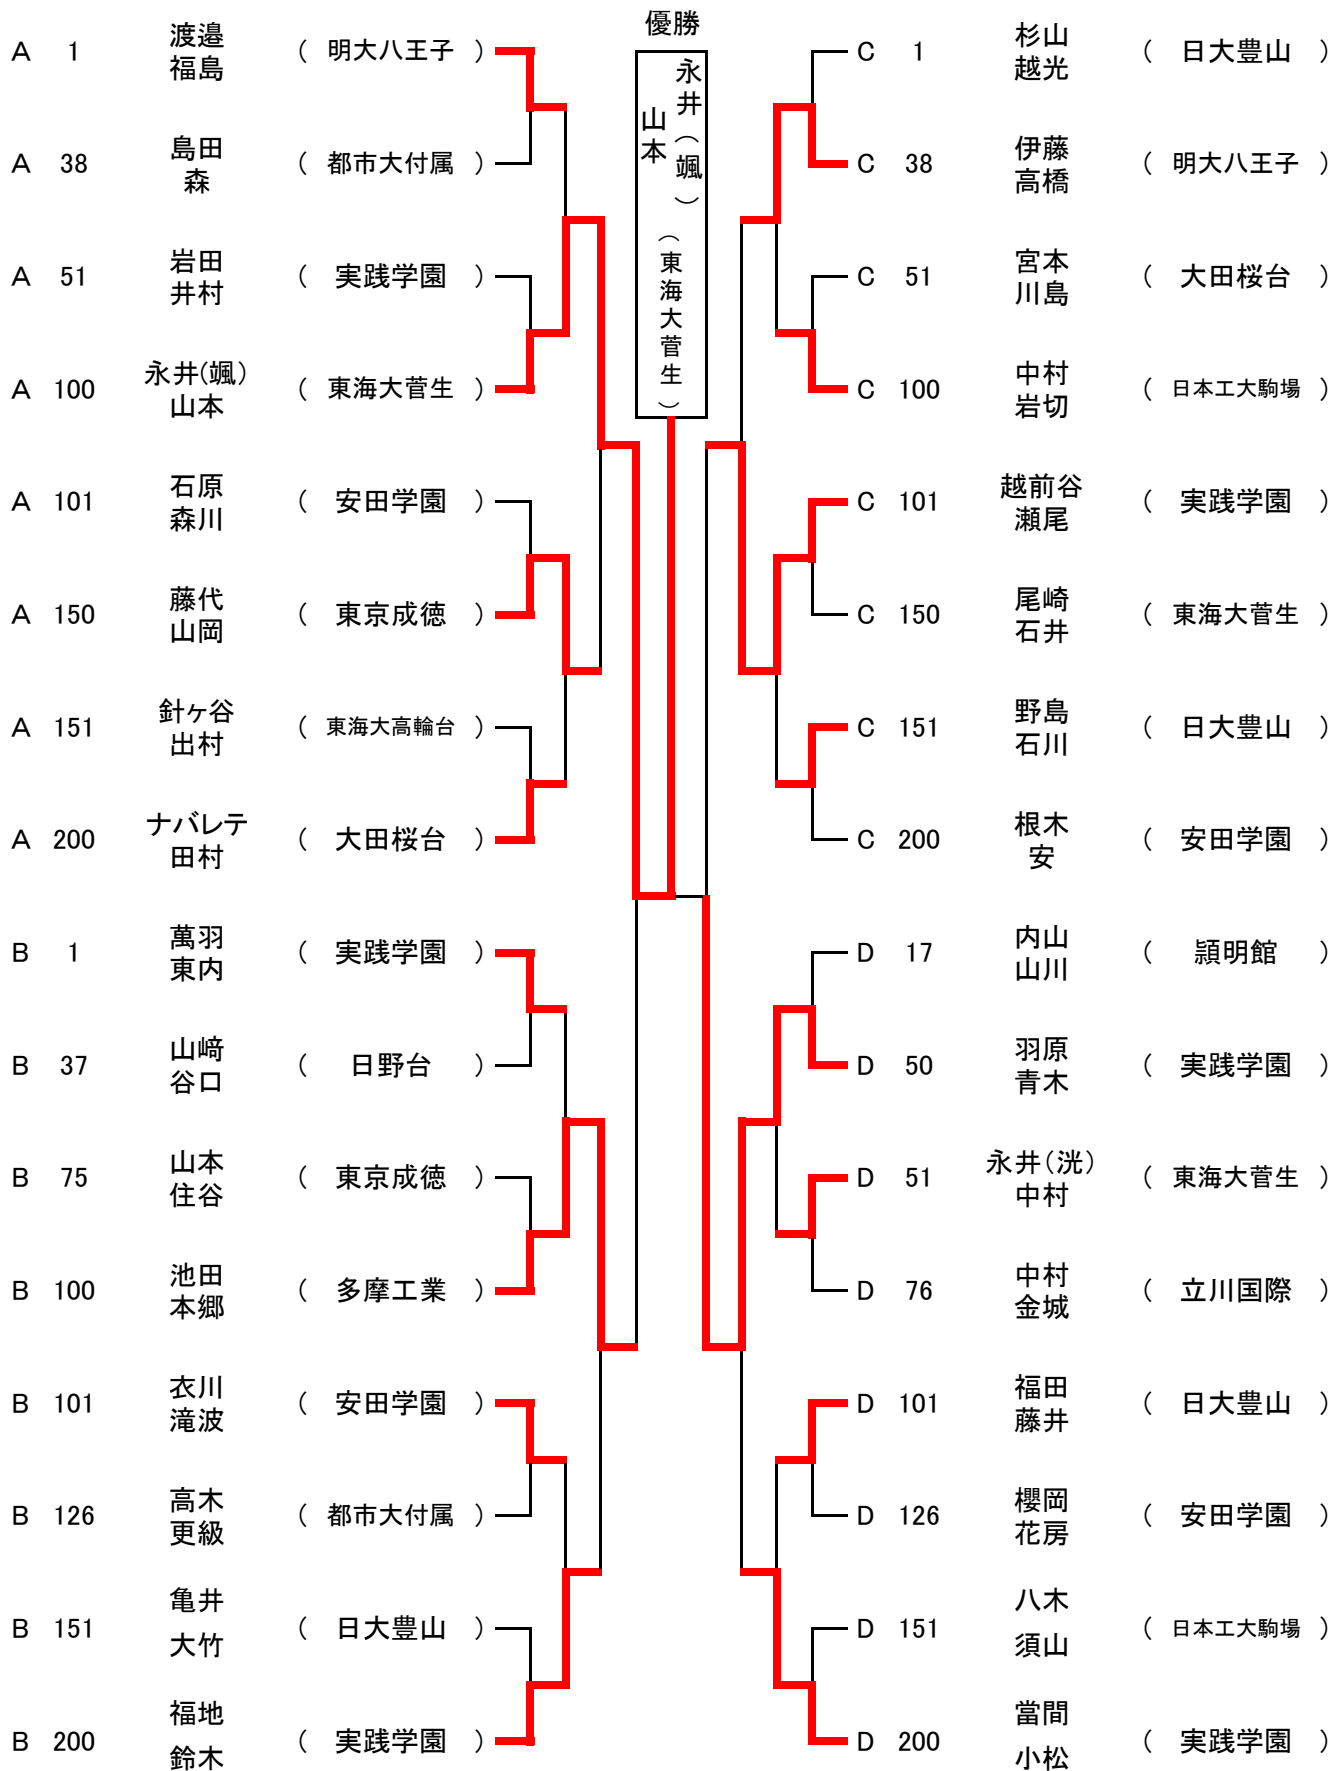 優勝
永井（颯）
山本
（東海大菅生）
A 1 渡邉 福島 （ 明大八王子 ）
A 38 島田 森 （ 都市大付属 ）
A 51 岩田 井村 （ 実践学園 ）
A 100 永井(颯) 山本 （ 東海大菅生 ）
A 101 石原 森川 （ 安田学園 ）
A 150 藤代 山岡 （ 東京成徳 ）
A 151 針ヶ谷 出村 （ 東海大高輪台 ）
A 200 ナバレテ 田村 （ 大田桜台 ）
B 1 萬羽 東内 （ 実践学園 ）
B 37 山﨑 谷口 （ 日野台 ）
B 75 山本 住谷 （ 東京成徳 ）
B 100 池田 本郷 （ 多摩工業 ）
B 101 衣川 滝波 （ 安田学園 ）
B 126 高木 更級 （ 都市大付属 ）
B 151 亀井 大竹 （ 日大豊山 ）
B 200 福地 鈴木 （ 実践学園 ）
C 1 杉山 越光 （ 日大豊山 ）
C 38 伊藤 高橋 （ 明大八王子 ）
C 51 宮本 川島 （ 大田桜台 ）
C 100 中村 岩切 （ 日本工大駒場 ）
C 101 越前谷 瀬尾 （ 実践学園 ）
C 150 尾崎 石井 （ 東海大菅生 ）
C 151 野島 石川 （ 日大豊山 ）
C 200 根木 安 （ 安田学園 ）
D 17 内山 山川 （ 頴明館 ）
D 50 羽原 青木 （ 実践学園 ）
D 51 永井（洸） 中村 （ 東海大菅生 ）
D 76 中村 金城 （ 立川国際 ）
D 101 福田 藤井 （ 日大豊山 ）
D 126 櫻岡 花房 （ 安田学園 ）
D 151 八木 須山 （ 日本工大駒場 ）
D 200 當間 小松 （ 実践学園 ）